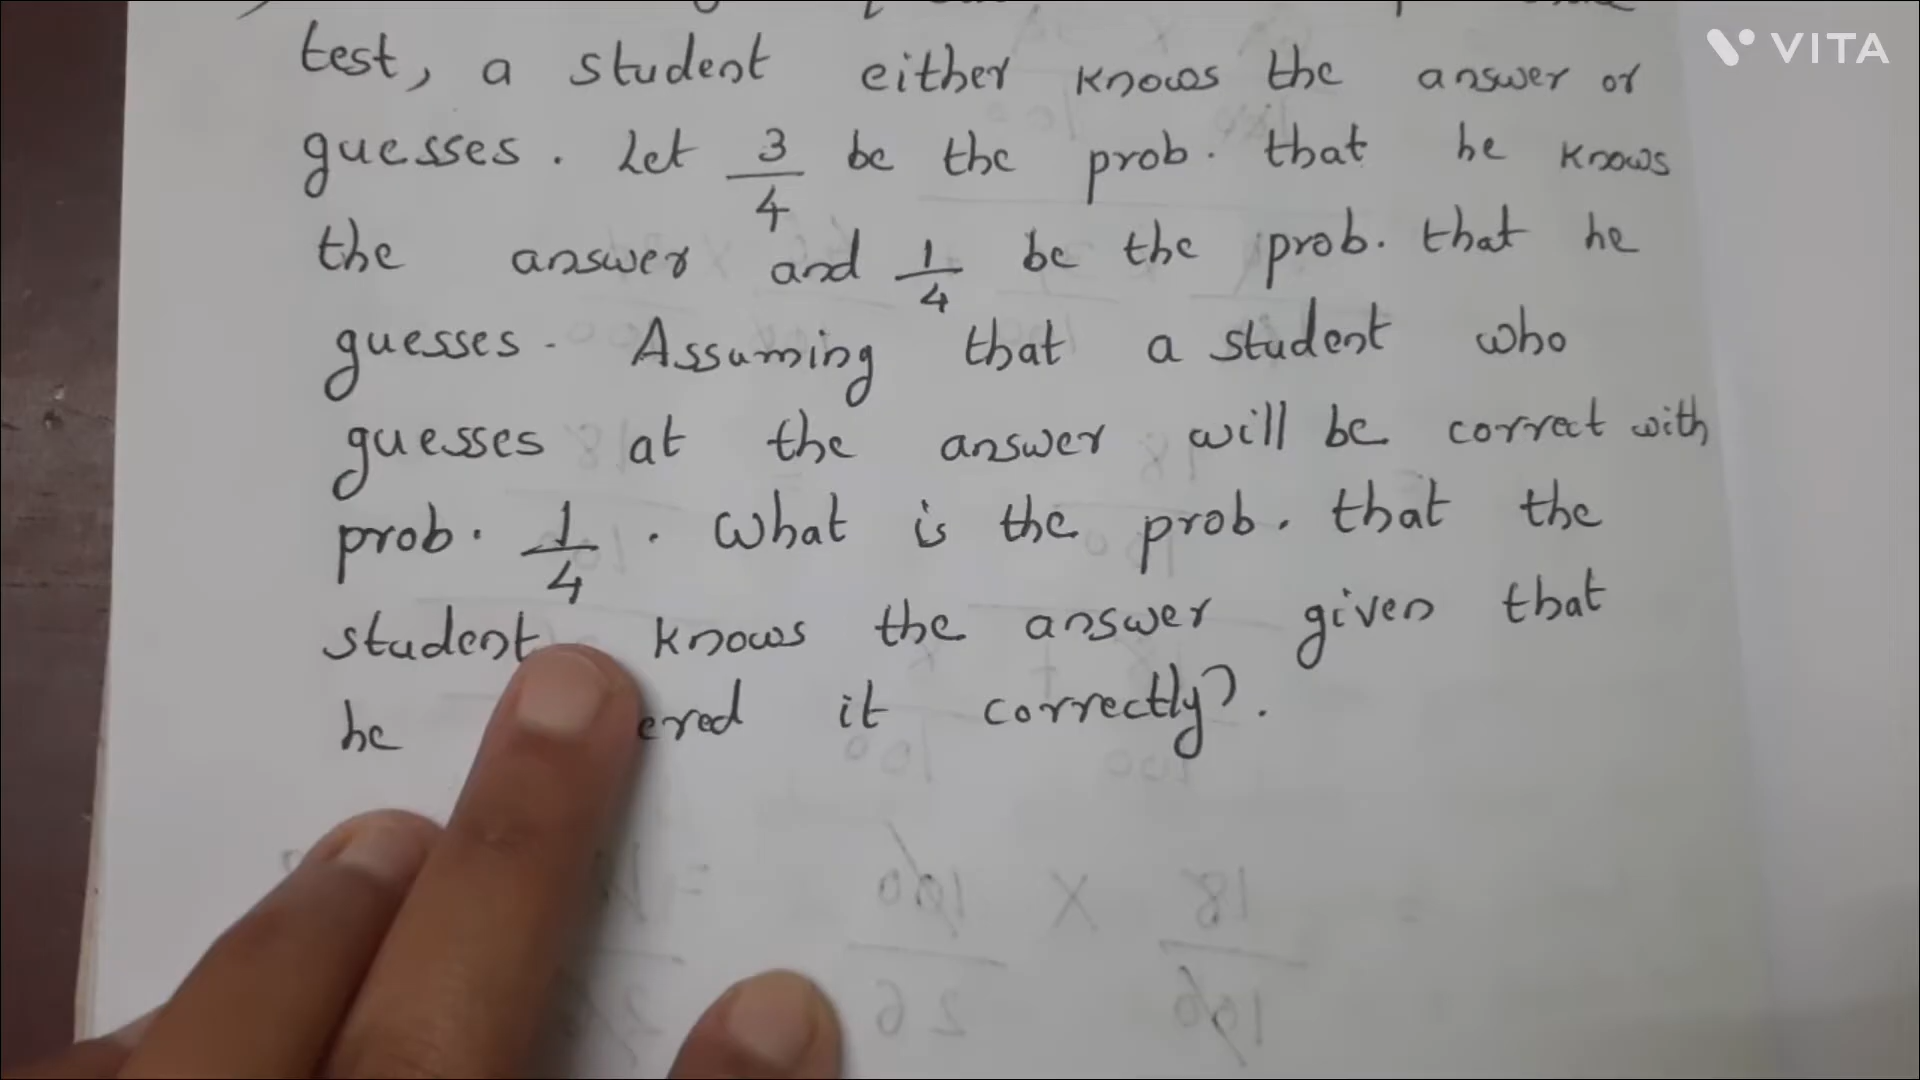 VITA
test, a student either knows the answer or
guesses. Let 3/4 be the prob. that he knows
the answer and 1/4 be the prob. that he
guesses. Assuming that a student who
guesses at the answer will be correct with
prob. 1/4. What is the prob. that the
student knows the answer given that
he ered it correctly?.